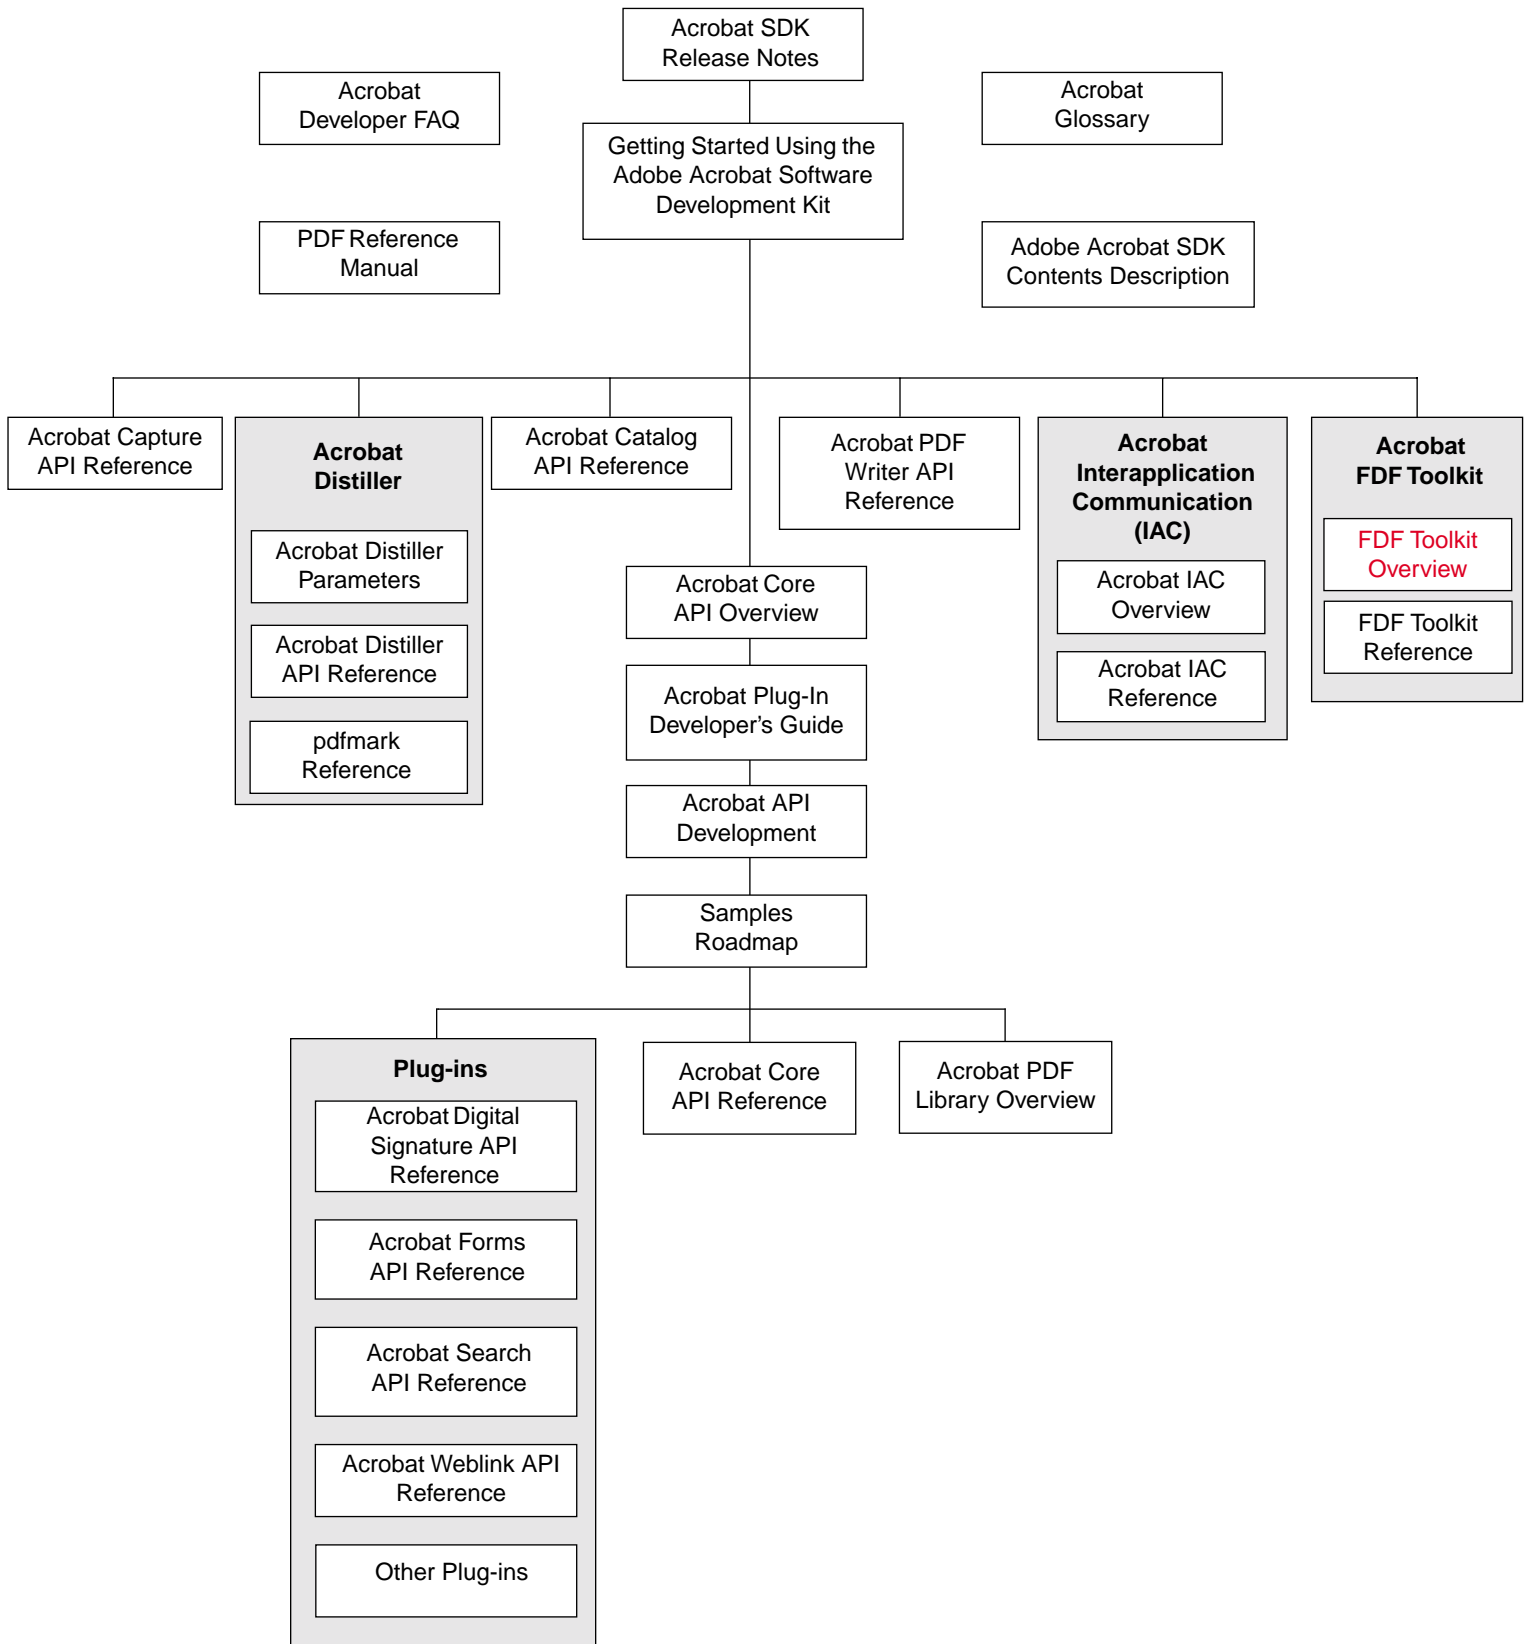 Acrobat SDK
Release Notes
Acrobat
Developer FAQ
Acrobat
Glossary
Getting Started Using the
Adobe Acrobat Software
Development Kit
PDF Reference
Manual
Adobe Acrobat SDK
Contents Description
Acrobat Capture
API Reference
Acrobat
Distiller
Acrobat Distiller
Parameters
Acrobat Distiller
API Reference
pdfmark
Reference
Acrobat Catalog
API Reference
Acrobat PDF
Writer API
Reference
Acrobat
Interapplication
Communication
(IAC)
Acrobat IAC
Overview
Acrobat IAC
Reference
Acrobat
FDF Toolkit
FDF Toolkit
Overview
FDF Toolkit
Reference
Acrobat Core
API Overview
Acrobat Plug-In
Developer’s Guide
Acrobat API
Development
Samples
Roadmap
Plug-ins
Acrobat Digital
Signature API
Reference
Acrobat Forms
API Reference
Acrobat Search
API Reference
Acrobat Weblink API
Reference
Other Plug-ins
Acrobat Core
API Reference
Acrobat PDF
Library Overview